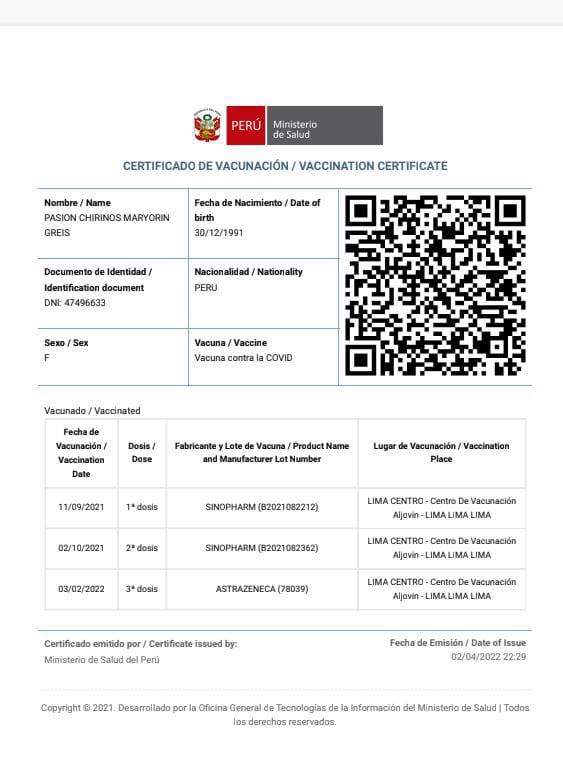 PERÚ
Ministerio
de Salud
CERTIFICADO DE VACUNACIÓN / VACCINATION CERTIFICATE
Nombre / Name
PASION CHIRINOS MARYORIN
GREIS
Fecha de Nacimiento / Date of
birth
30/12/1991
Documento de Identidad /
Identification document
DNI: 47496633
Nacionalidad / Nationality
PERU
Sexo / Sex
F
Vacuna / Vaccine
Vacuna contra la COVID
Vacunado / Vaccinated
Fecha de
Vacunación /
Vaccination
Date
Dosis /
Dose
Fabricante y Lote de Vacuna / Product Name
and Manufacturer Lot Number
Lugar de Vacunación / Vaccination
Place
11/09/2021
1ª dosis
SINOPHARM (B2021082212)
LIMA CENTRO - Centro De Vacunación
Aljovin - LIMA LIMA LIMA
02/10/2021
2ª dosis
SINOPHARM (B2021082362)
LIMA CENTRO - Centro De Vacunación
Aljovin - LIMA LIMA LIMA
03/02/2022
3ª dosis
ASTRAZENECA (78039)
LIMA CENTRO - Centro De Vacunación
Aljovin - LIMA LIMA LIMA
Certificado emitido por / Certificate issued by:
Ministerio de Salud del Perú
Fecha de Emisión / Date of Issue
02/04/2022 22:29
Copyright © 2021. Desarrollado por la Oficina General de Tecnologías de la Información del Ministerio de Salud | Todos
los derechos reservados.